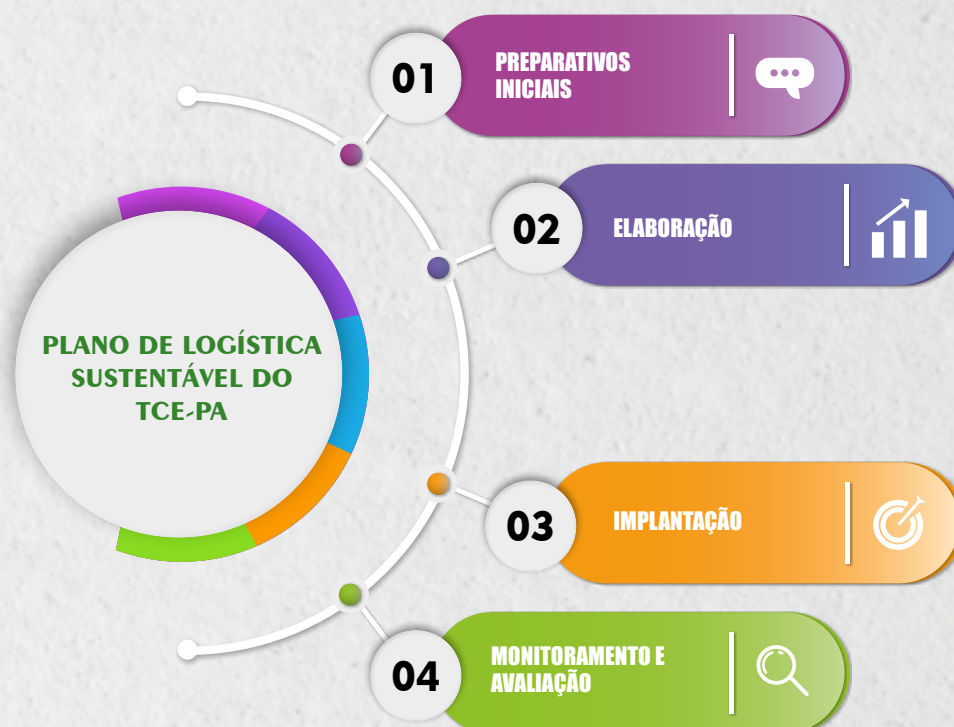 PLANO DE LOGÍSTICA
SUSTENTÁVEL DO
TCE-PA
01
PREPARATIVOS
INICIAIS
02
ELABORAÇÃO
03
IMPLANTAÇÃO
04
MONITORAMENTO E
AVALIAÇÃO